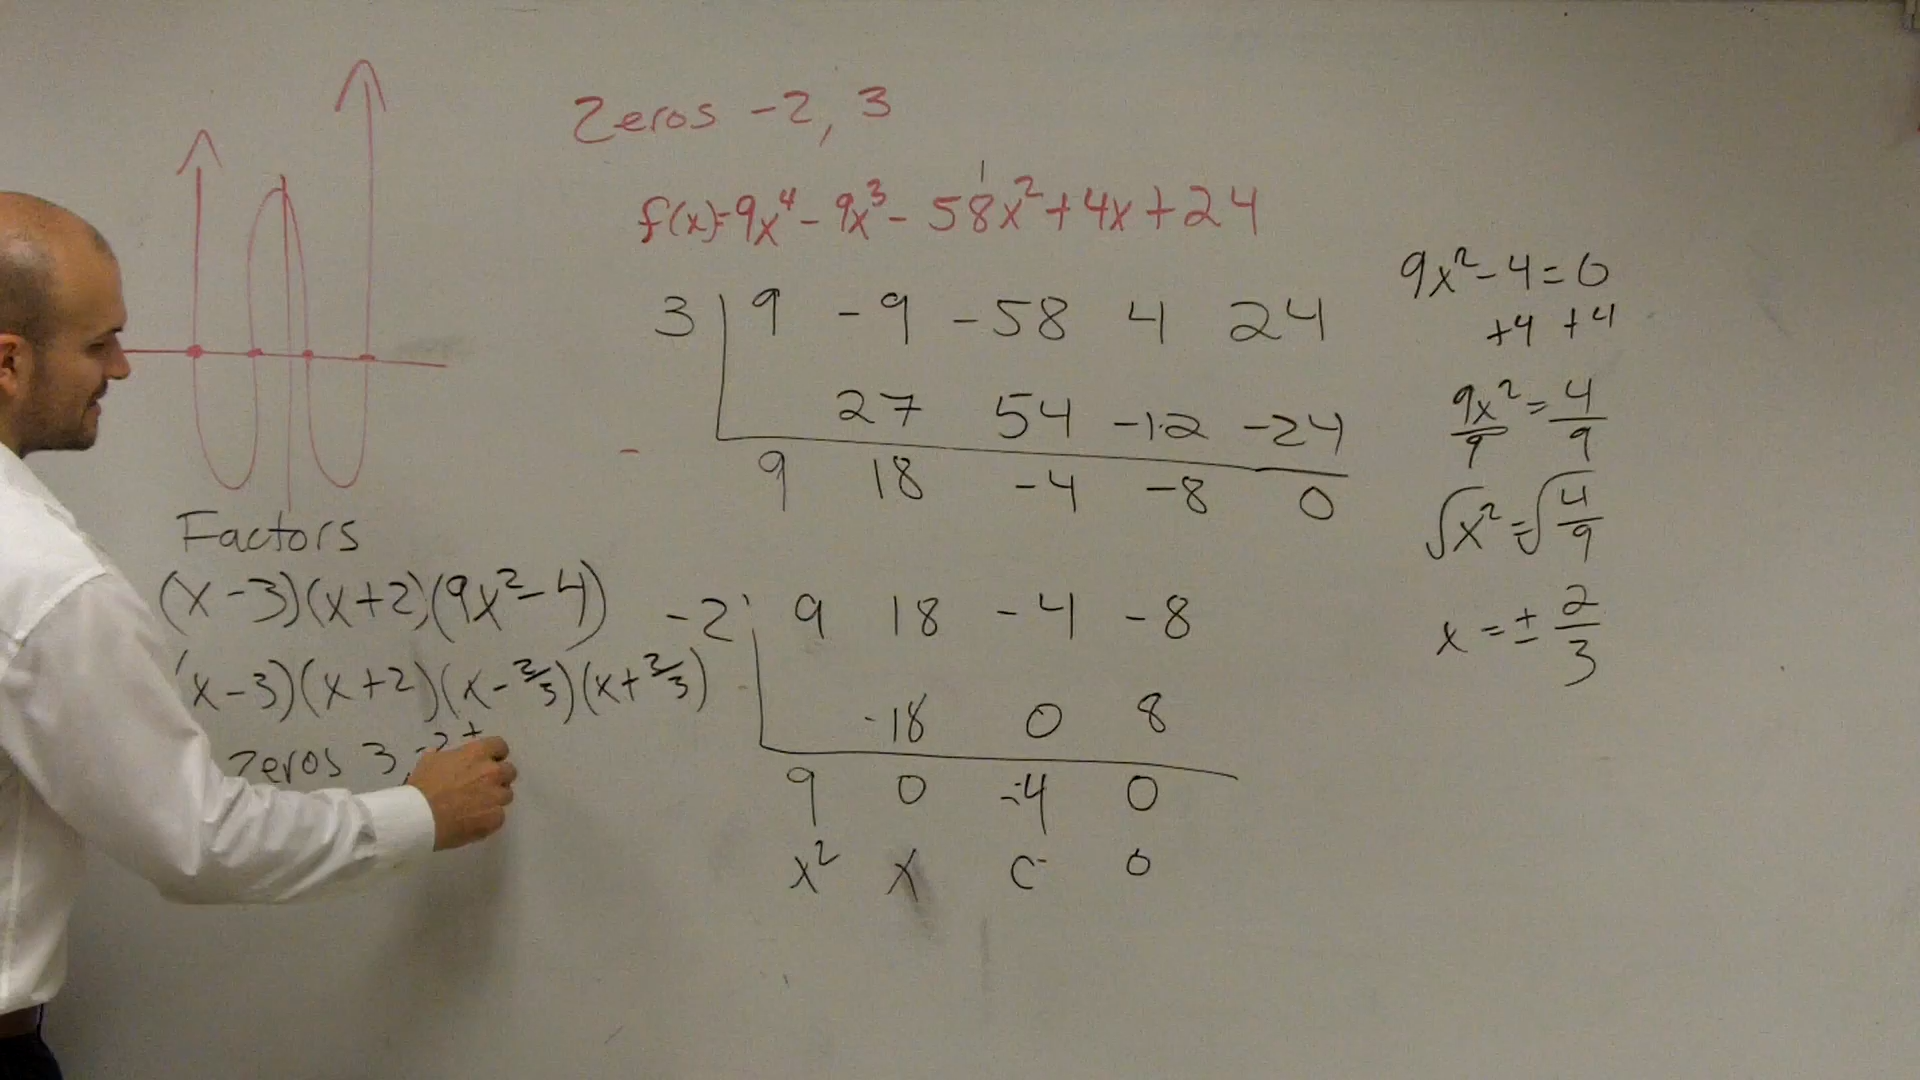 Zeros -2, 3
f(x)=9x⁴-9x³-58x²+4x+24
3 9 -9 -58 4 24
27 54 -12 -24
9 18 -4 -8 0
-2 9 18 -4 -8
-18 0 8
9 0 -4 0
x² x c 0
9x²-4=0
+4 +4
9x²/9=4/9
√x²=√4/9
x=±2/3
Factors
(x-3)(x+2)(9x²-4)
(x-3)(x+2)(x-2/3)(x+2/3)
Zeros 3, -2 ±